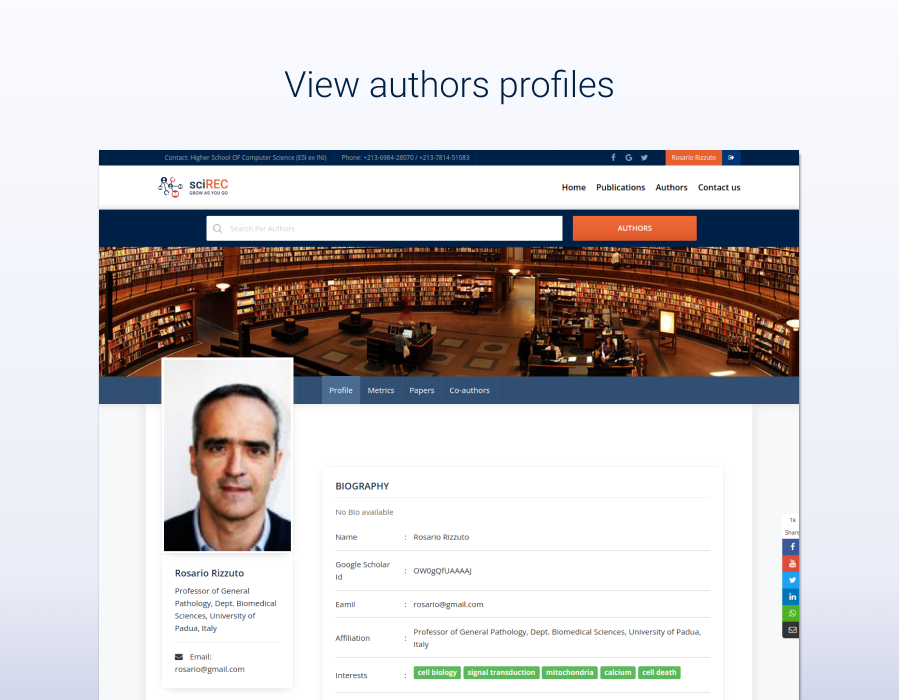 View authors profiles
Contact: Higher School OF Computer Science (ESI ex INI) Phone: +213-6984-28070 / +213-7814-51083 Rosario Rizzuto
sciREC
GROW AS YOU GO
Home Publications Authors Contact us
Search For Authors AUTHORS
Profile Metrics Papers Co-authors
Rosario Rizzuto
Professor of General
Pathology, Dept. Biomedical
Sciences, University of
Padua, Italy
Email:
rosario@gmail.com
BIOGRAPHY
No Bio available
Name : Rosario Rizzuto
Google Scholar
Id : OW0gQfUAAAAJ
Eamil : rosario@gmail.com
Affiliation : Professor of General Pathology, Dept. Biomedical Sciences, University of Padua,
Italy
Interests : cell biology signal transduction mitochondria calcium cell death
1k
Share